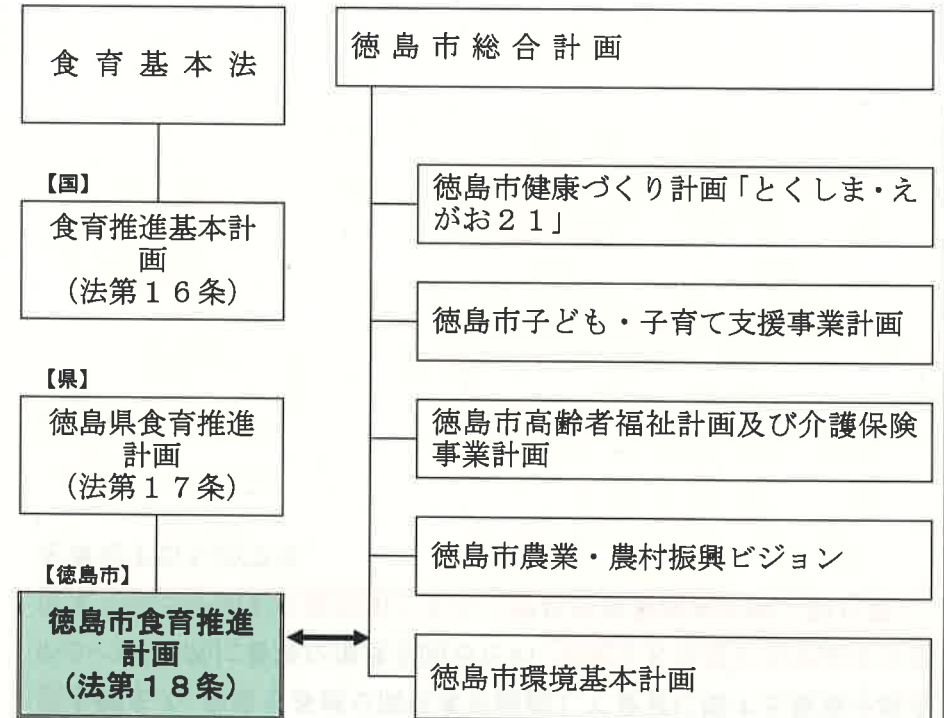 食育基本法
【国】
食育推進基本計
画
(法第１６条)
【県】
徳島県食育推進
計画
(法第１７条)
【徳島市】
徳島市食育推進
計画
(法第１８条)
徳島市総合計画
徳島市健康づくり計画「とくしま・え
がお２１」
徳島市子ども・子育て支援事業計画
徳島市高齢者福祉計画及び介護保険
事業計画
徳島市農業・農村振興ビジョン
徳島市環境基本計画